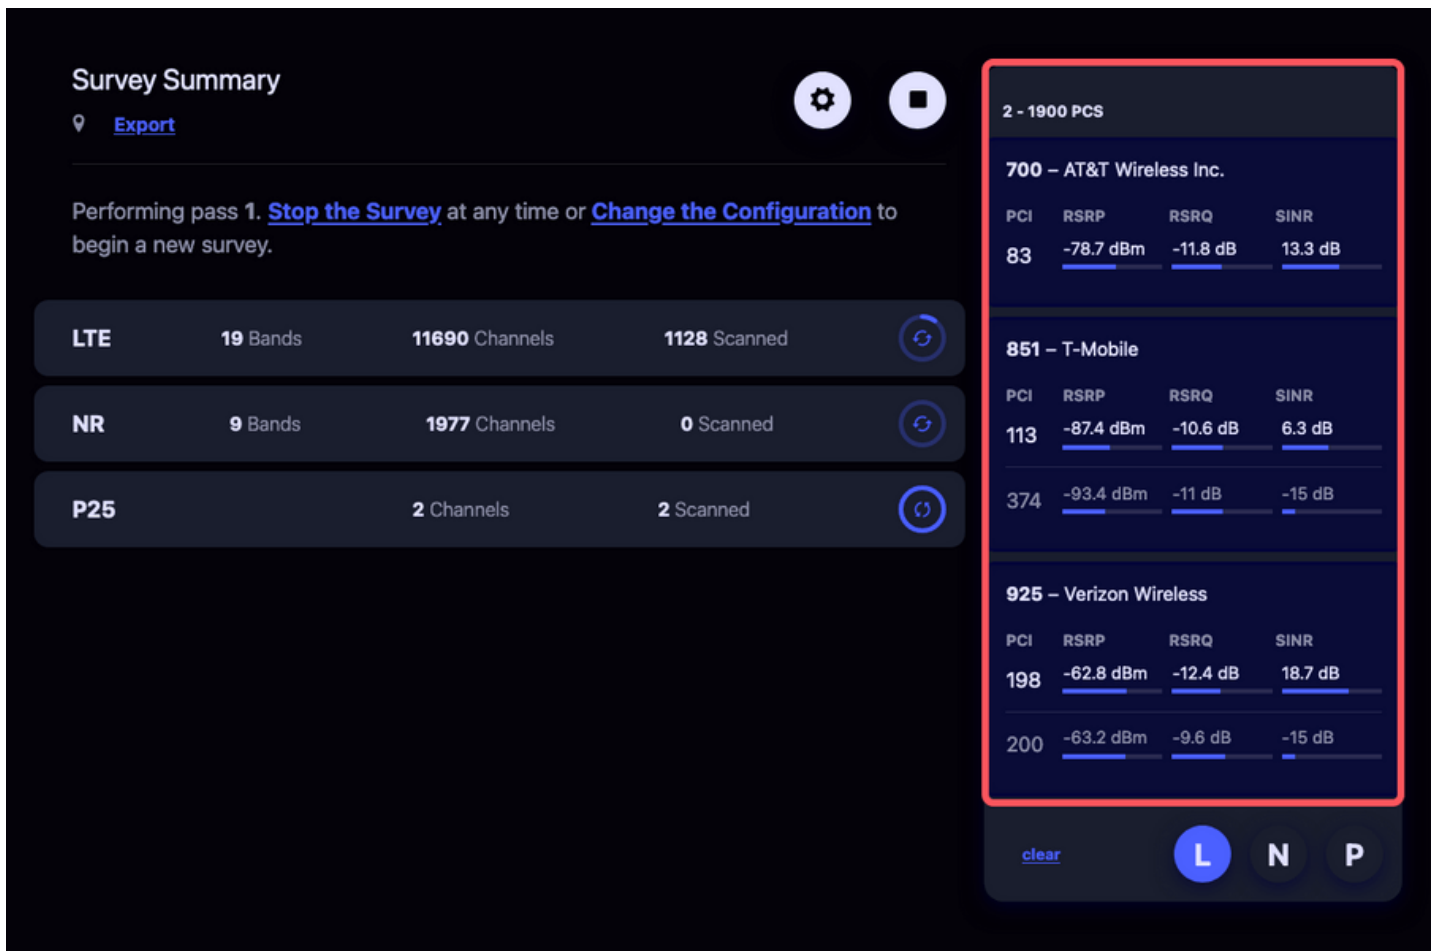 Survey Summary
Export
Performing pass 1. Stop the Survey at any time or Change the Configuration to
begin a new survey.
LTE 19 Bands 11690 Channels 1128 Scanned
NR 9 Bands 1977 Channels 0 Scanned
P25 2 Channels 2 Scanned
2 - 1900 PCS
700 – AT&T Wireless Inc.
PCI RSRP RSRQ SINR
83 -78.7 dBm -11.8 dB 13.3 dB
851 – T-Mobile
PCI RSRP RSRQ SINR
113 -87.4 dBm -10.6 dB 6.3 dB
374 -93.4 dBm -11 dB -15 dB
925 – Verizon Wireless
PCI RSRP RSRQ SINR
198 -62.8 dBm -12.4 dB 18.7 dB
200 -63.2 dBm -9.6 dB -15 dB
clear L N P